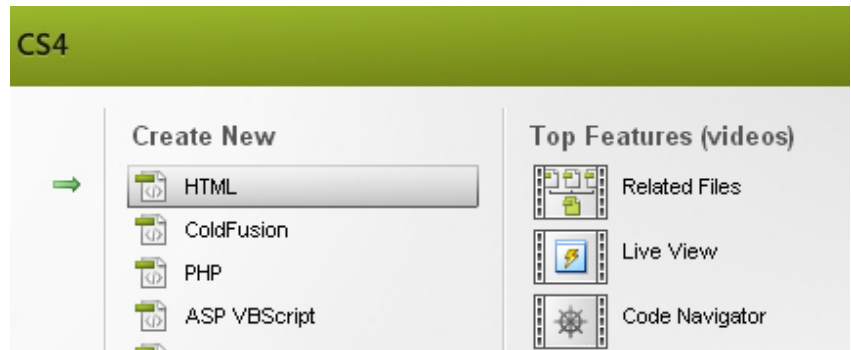 CS4
Create New
HTML
ColdFusion
PHP
ASP VBScript
Top Features (videos)
Related Files
Live View
Code Navigator